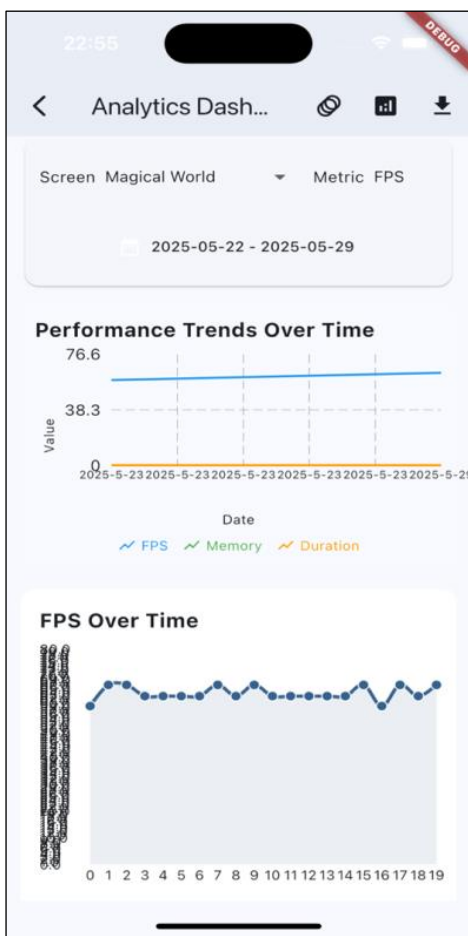 22:55
DEBUG
Analytics Dash...
Screen Magical World Metric FPS
2025-05-22 - 2025-05-29
Performance Trends Over Time
76.6
38.3
0
Value
2025-5-23 2025-5-23 2025-5-23 2025-5-23 2025-5-23 2025-5-29
Date
FPS Memory Duration
FPS Over Time
0 1 2 3 4 5 6 7 8 9 10 11 12 13 14 15 16 17 18 19